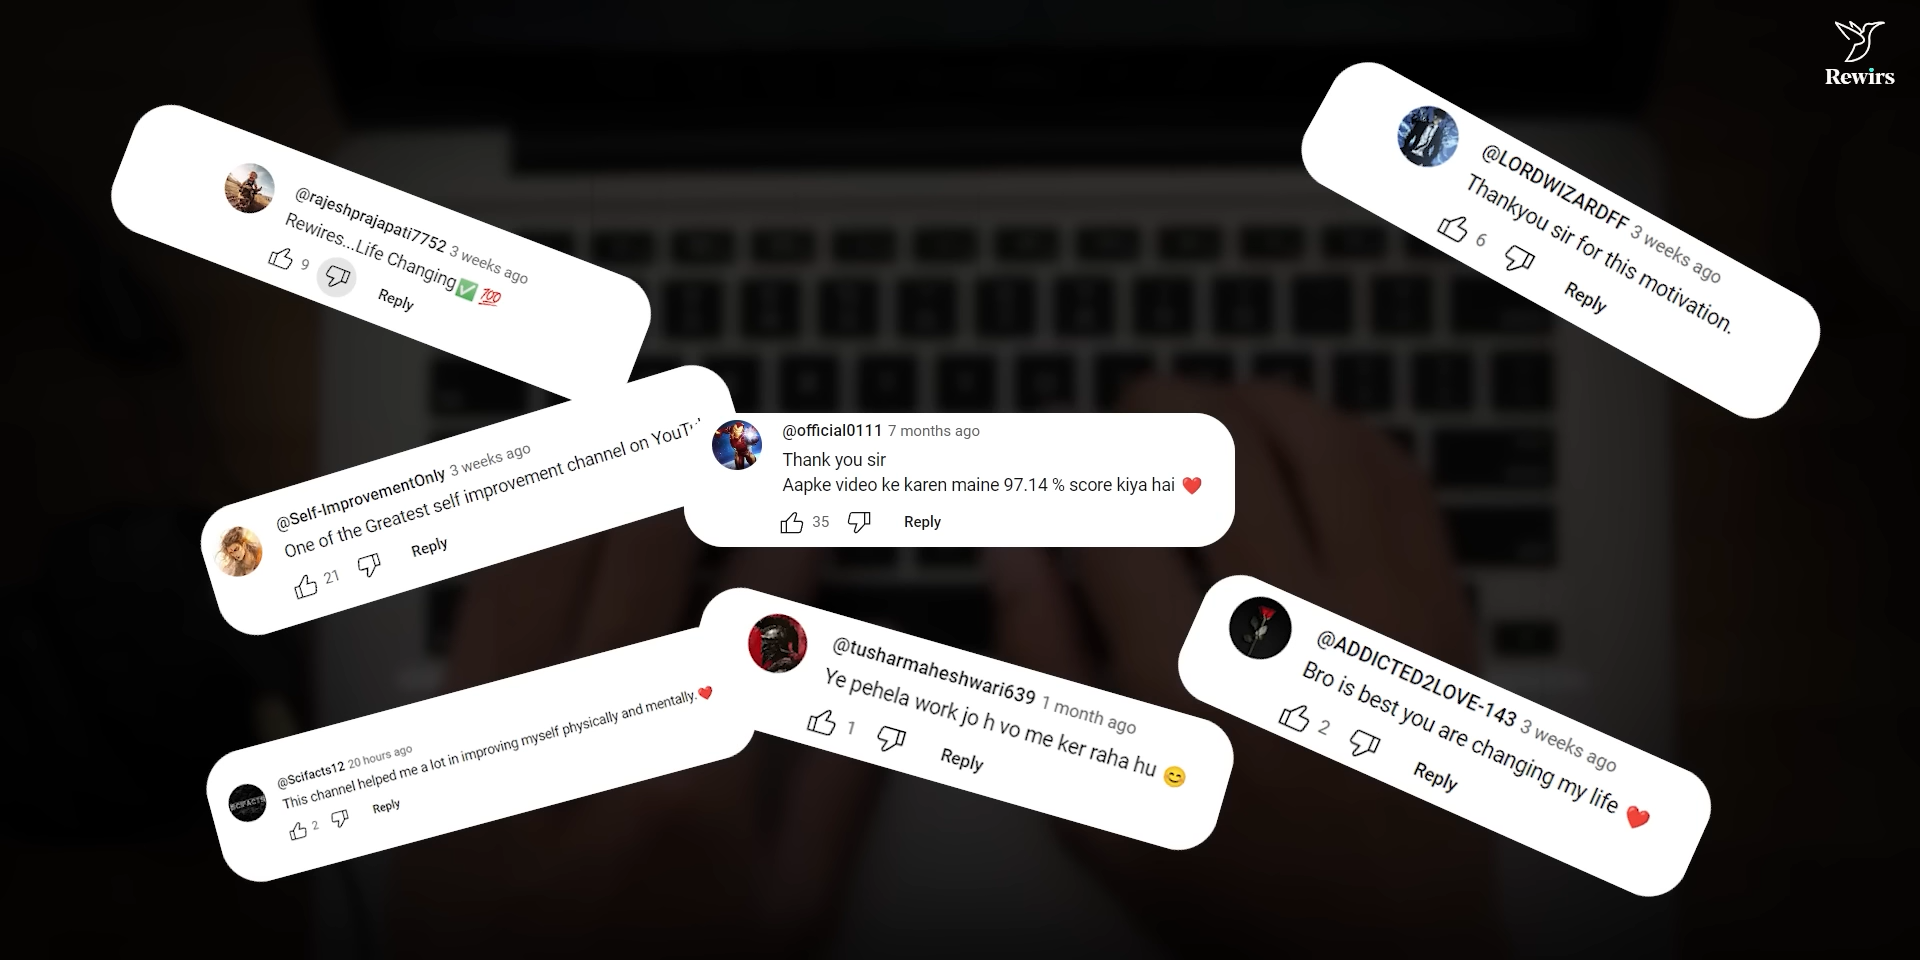 Rewirs
@rajeshprajapati7752 3 weeks ago
Rewires...Life Changing✅ 💯
9 Reply
@LORDWIZARDFF 3 weeks ago
Thankyou sir for this motivation.
6 Reply
@Self-ImprovementOnly 3 weeks ago
One of the Greatest self improvement channel on
21 Reply
@official0111 7 months ago
Thank you sir
Aapke video ke karen maine 97.14 % score kiya hai ❤️
35 Reply
@Scifacts12 20 hours ago
This channel helped me a lot in improving myself physically and mentally.❤️
2 Reply
@tusharmaheshwari639 1 month ago
Ye pehela work jo h vo me ker raha hu 😊
1 Reply
@ADDICTED2LOVE-143 3 weeks ago
Bro is best you are changing my life ❤️
2 Reply